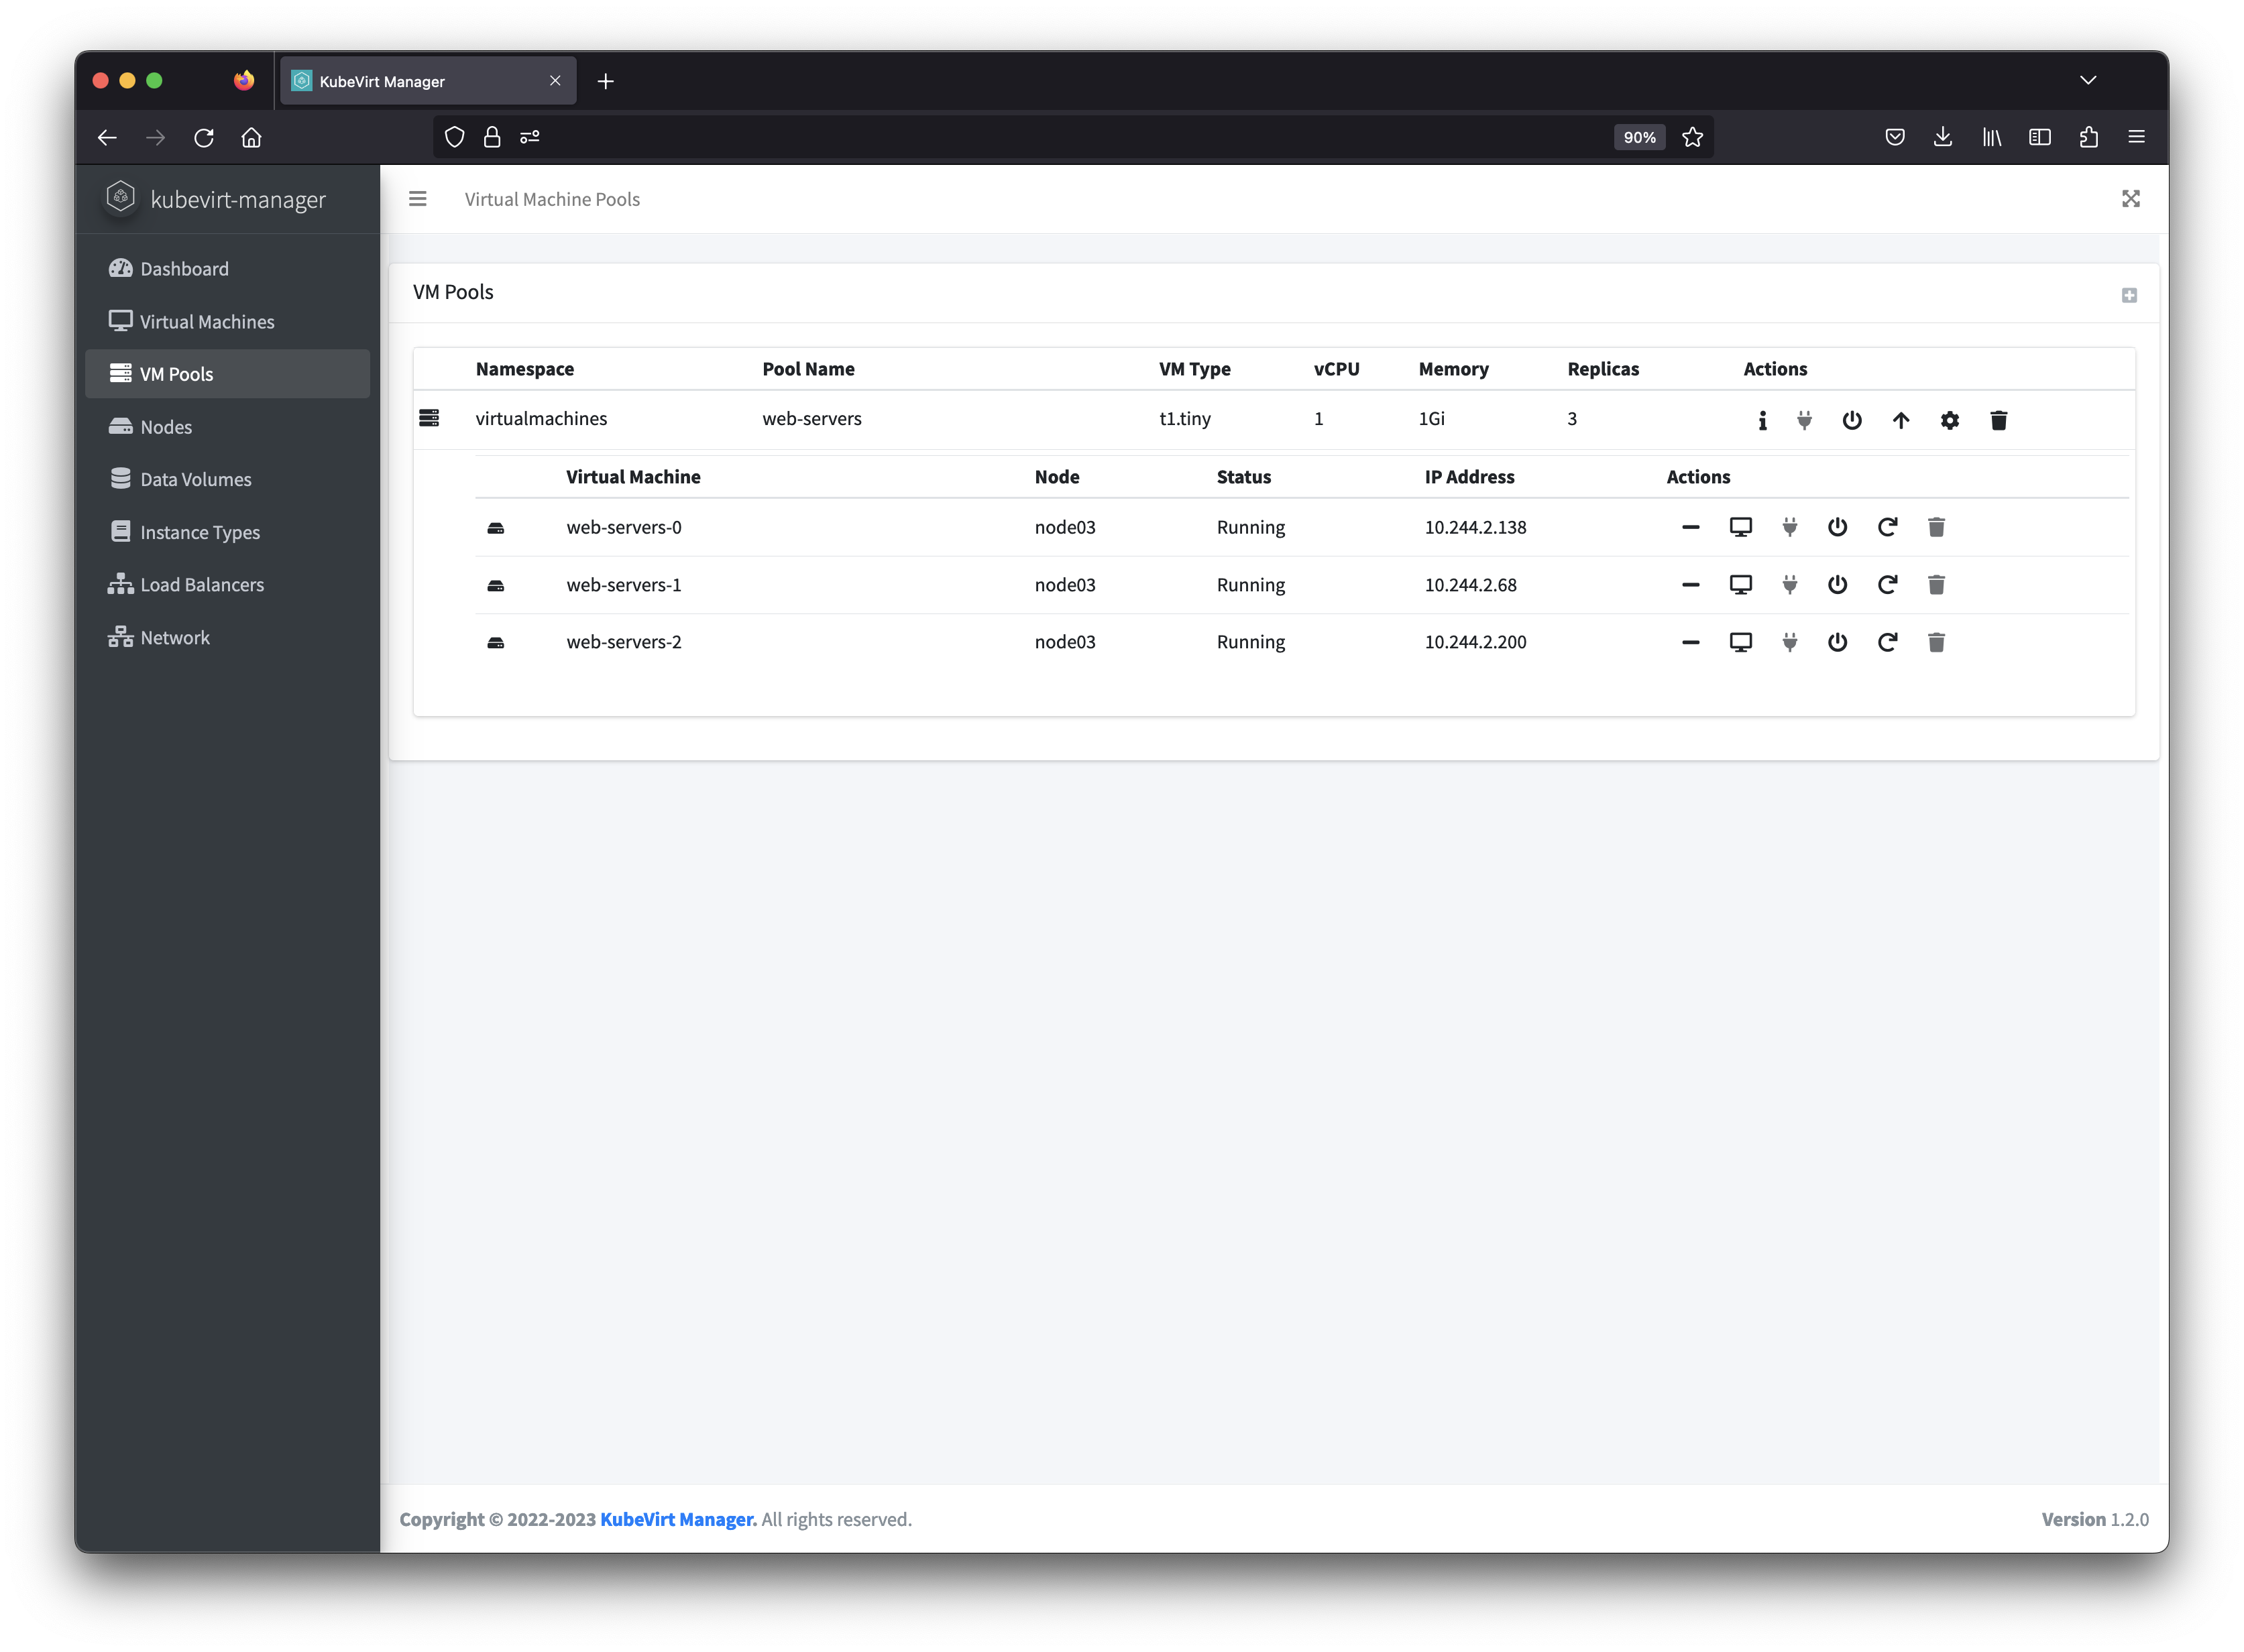 KubeVirt Manager
90%
kubevirt-manager
Virtual Machine Pools
Dashboard
Virtual Machines
VM Pools
Nodes
Data Volumes
Instance Types
Load Balancers
Network
VM Pools
Namespace Pool Name VM Type vCPU Memory Replicas Actions
virtualmachines web-servers t1.tiny 1 1Gi 3
Virtual Machine Node Status IP Address Actions
web-servers-0 node03 Running 10.244.2.138
web-servers-1 node03 Running 10.244.2.68
web-servers-2 node03 Running 10.244.2.200
Copyright © 2022-2023 KubeVirt Manager. All rights reserved.
Version 1.2.0